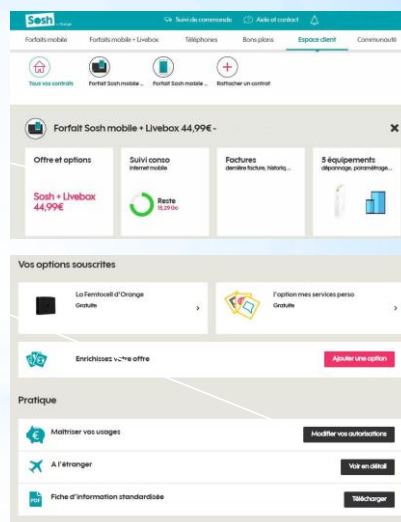 Sosh
Suivi de commande Aide et contact
Forfaits mobile Forfaits mobile + Livebox Téléphones Bons plans Espace client Communauté
Tous vos contrats Forfait Sosh mobile ... Forfait Sosh mobile ... Rattacher un contrat
Forfait Sosh mobile + Livebox 44,99€ -
Offre et options
Sosh + Livebox
44,99€
Suivi conso
internet mobile
Reste
15,29 Go
Factures
dernière facture, historiq...
5 équipements
dépannage, paramétrage...
Vos options souscrites
La Femtocell d'Orange
Gratuite
l'option mes services perso
Gratuite
Enrichissez votre offre
Ajouter une option
Pratique
Maîtriser vos usages
Modifier vos autorisations
A l'étranger
Voir en détail
PDF
Fiche d'information standardisée
Télécharger